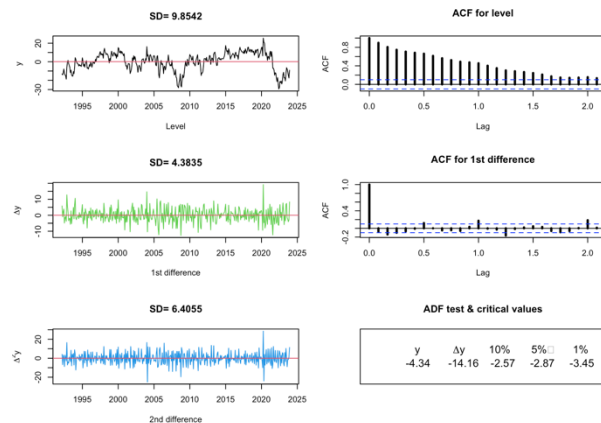 SD= 9.8542
y
20
0
-30
1995 2000 2005 2010 2015 2020 2025
Level
ACF for level
ACF
0.8
0.4
0.0
0.0 0.5 1.0 1.5 2.0
Lag
SD= 4.3835
Δy
10
0
-10
1995 2000 2005 2010 2015 2020 2025
1st difference
ACF for 1st difference
ACF
1.0
0.4
-0.2
0.0 0.5 1.0 1.5 2.0
Lag
SD= 6.4055
Δ²y
20
0
-20
1995 2000 2005 2010 2015 2020 2025
2nd difference
ADF test & critical values
y Δy 10% 5% 1%
-4.34 -14.16 -2.57 -2.87 -3.45